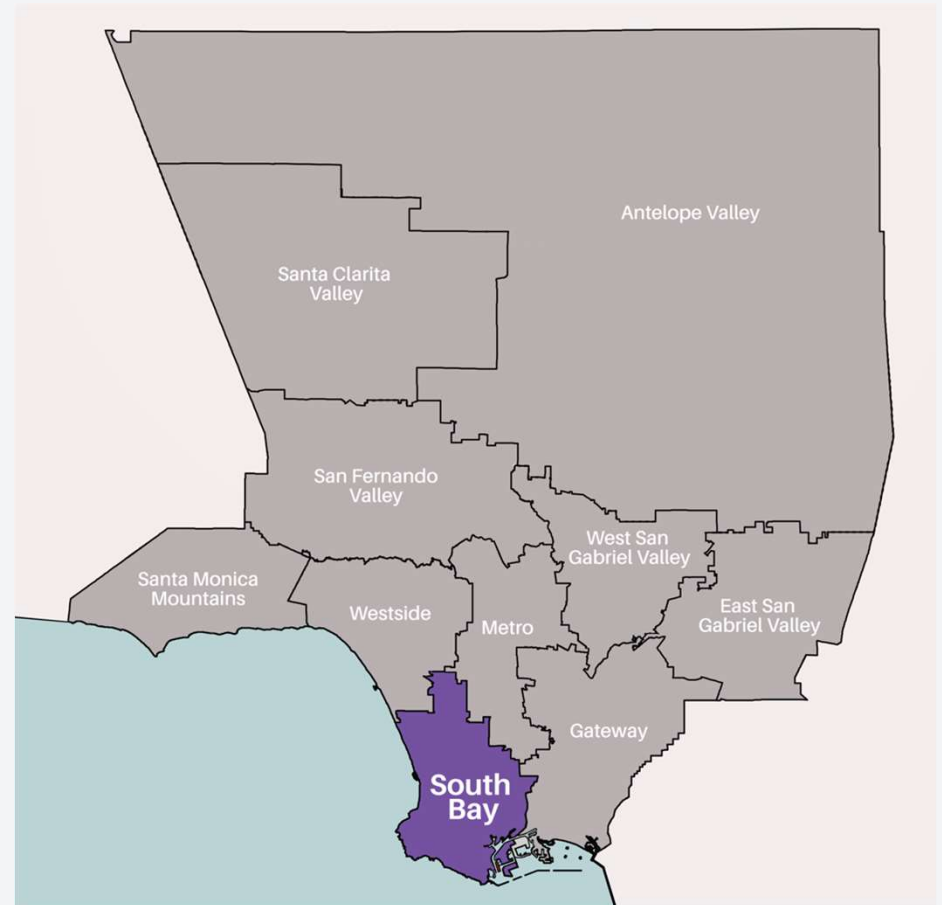 Antelope Valley
Santa Clarita
Valley
San Fernando
Valley
West San
Gabriel Valley
Santa Monica
Mountains
Westside
Metro
East San
Gabriel Valley
Gateway
South
Bay